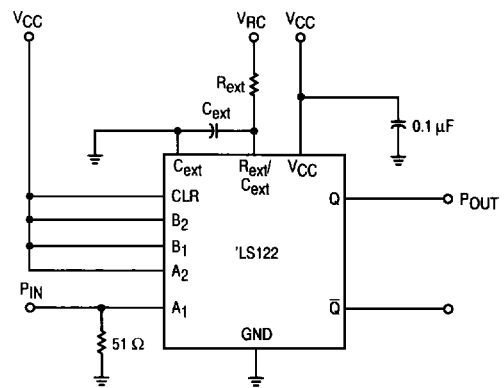 VCC
VRC
VCC
Rext
Cext
0.1 µF
Cext
Rext/
Cext
VCC
CLR
Q
POUT
B2
B1
'LS122
A2
PIN
A1
Q̅
51 Ω
GND